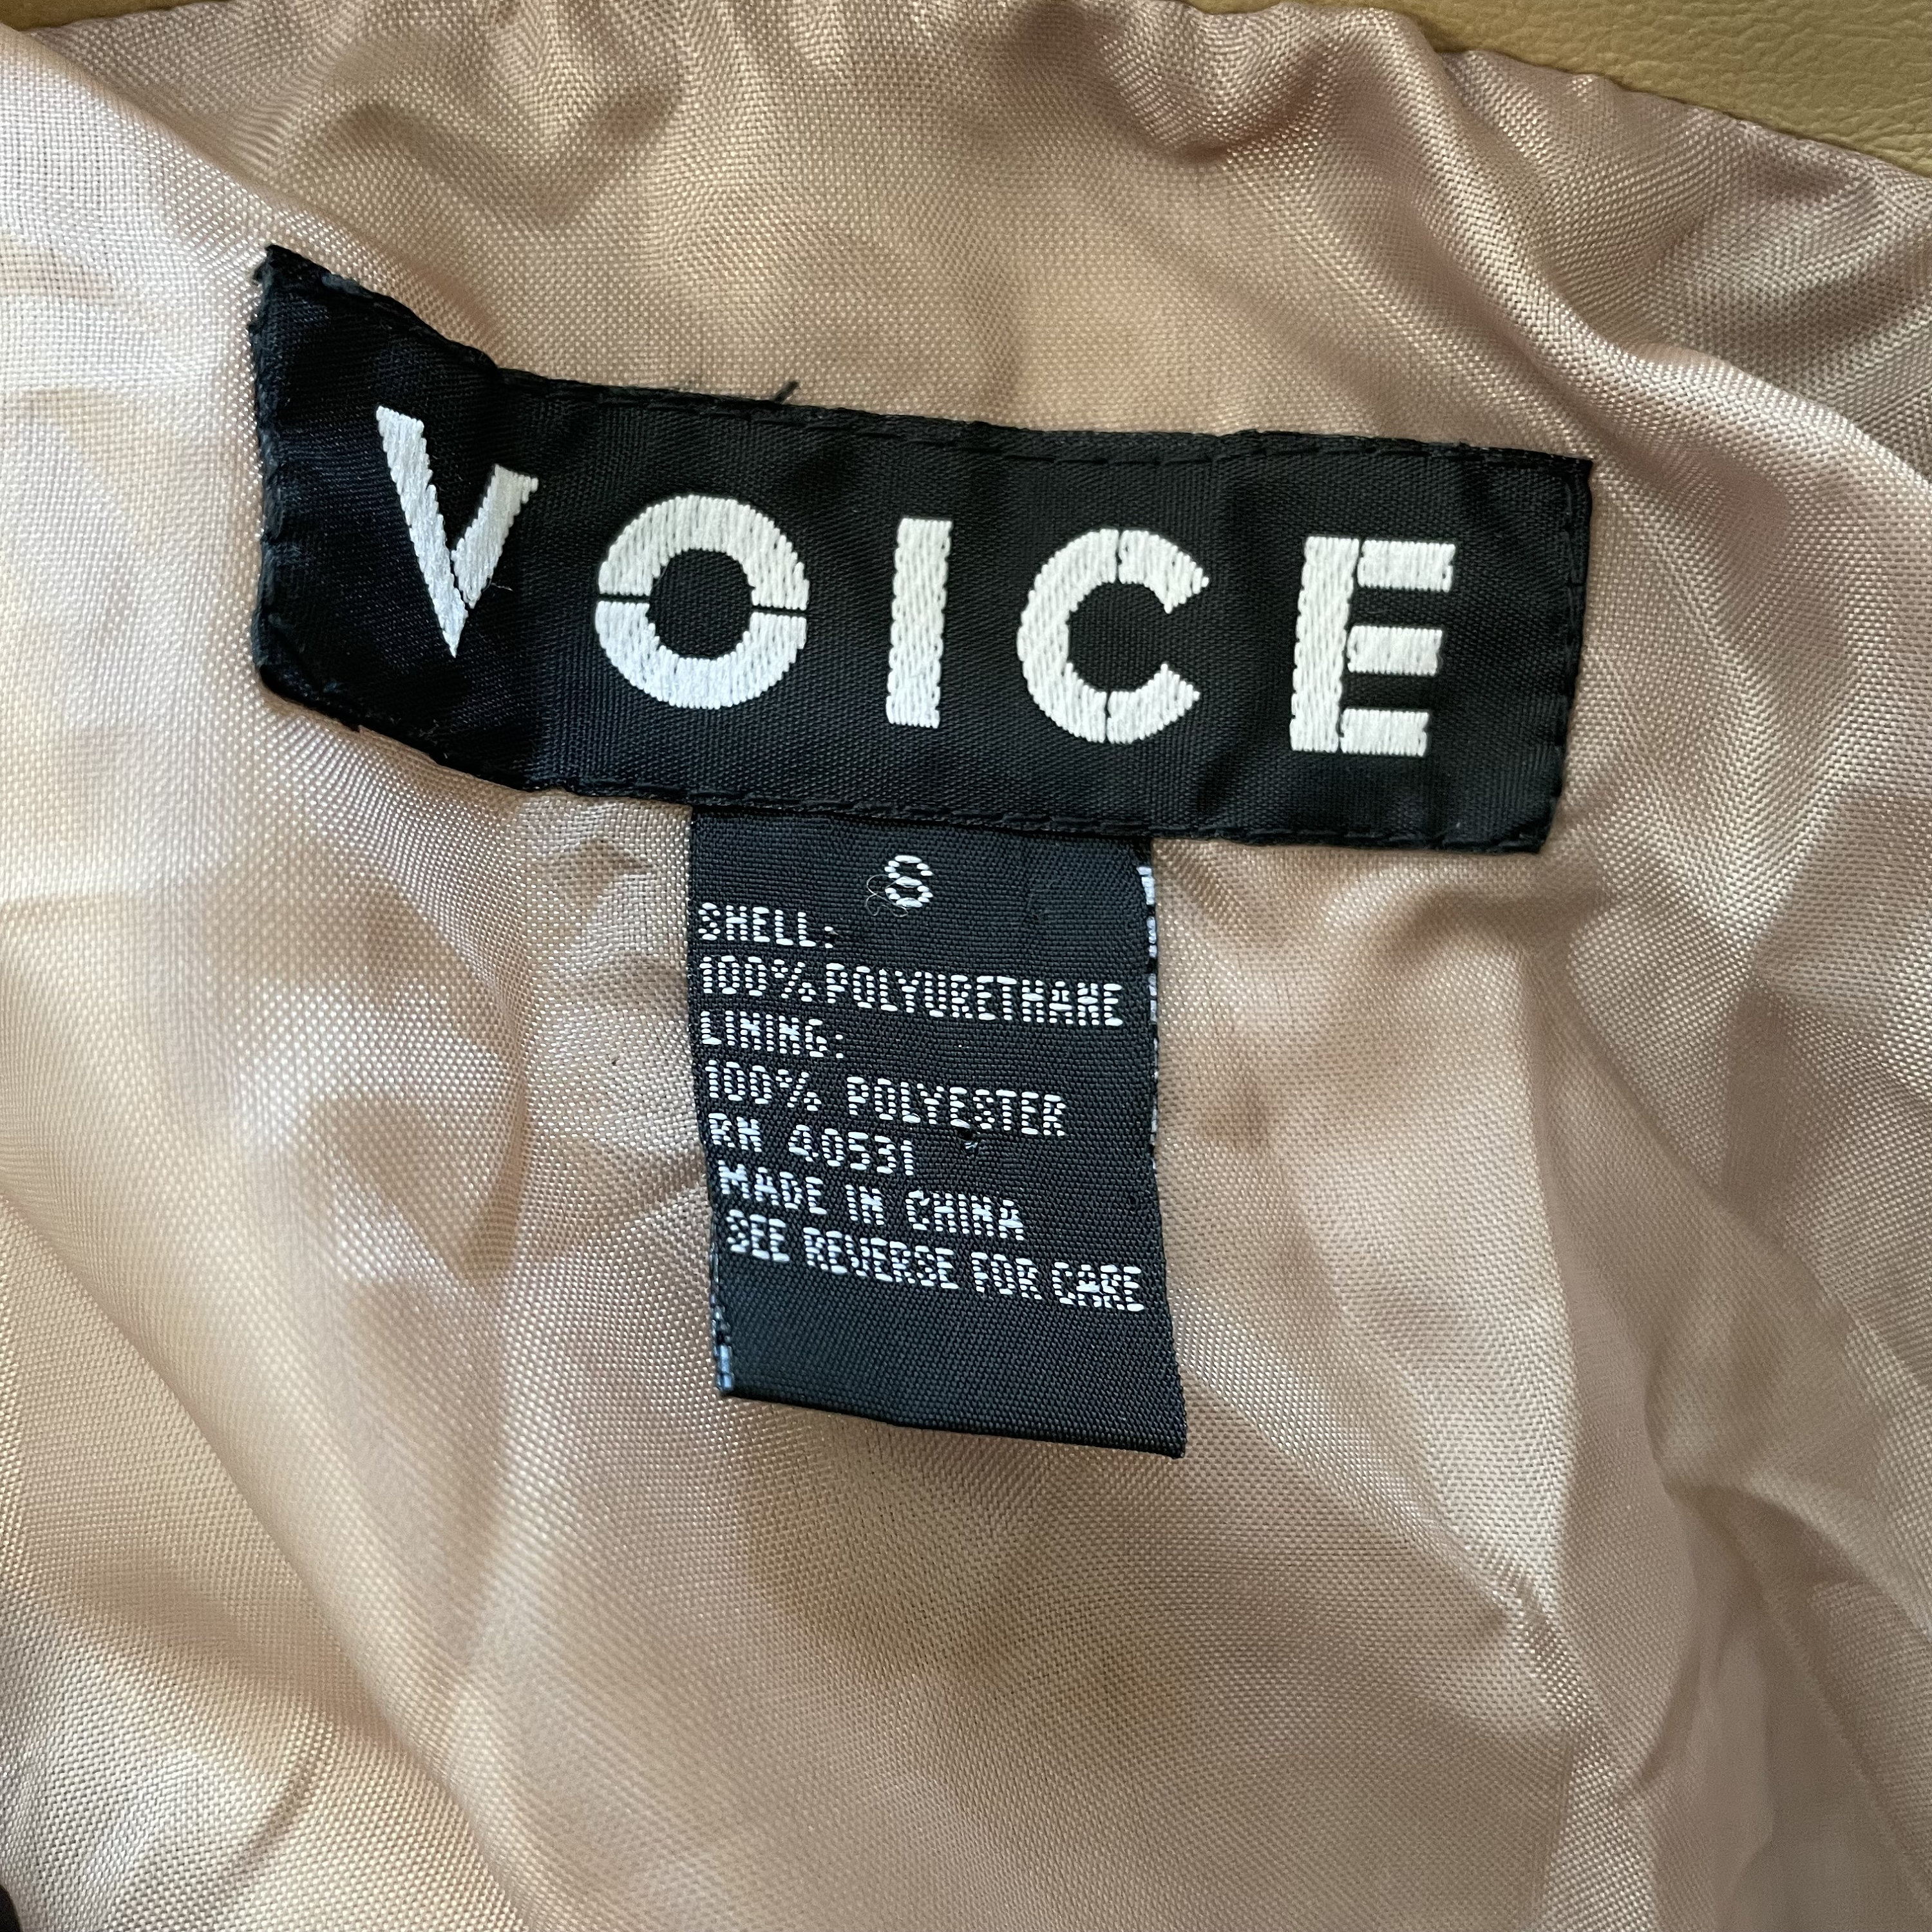 VOICE
S
SHELL:
100% POLYURETHANE
LINING:
100% POLYESTER
RN 40531
MADE IN CHINA
SEE REVERSE FOR CARE